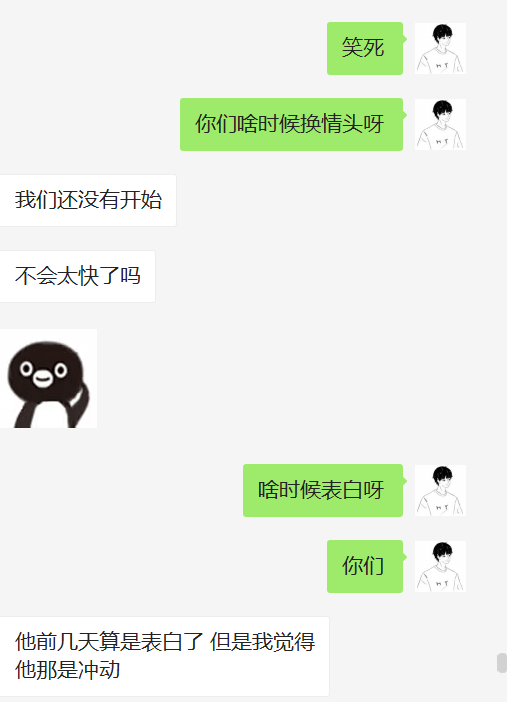 笑死
你们啥时候换情头呀
我们还没有开始
不会太快了吗
啥时候表白呀
你们
他前几天算是表白了 但是我觉得
他那是冲动